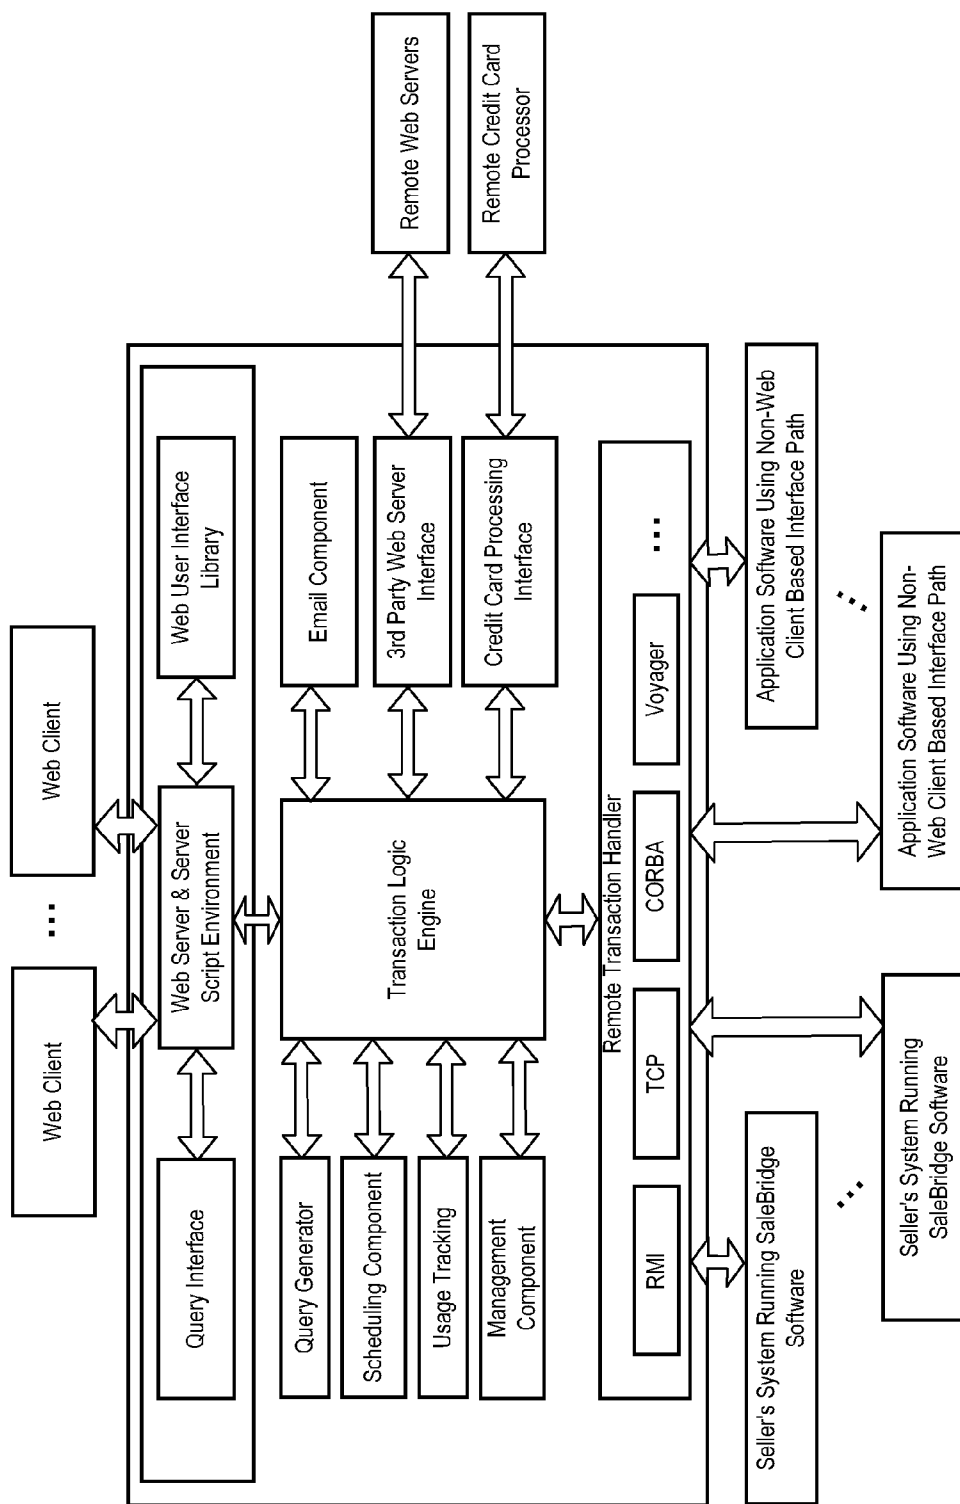 Web Client
...
Web Client
Query Interface
Web Server & Server
Script Environment
Web User Interface
Library
Query Generator
Scheduling Component
Usage Tracking
Management
Component
Transaction Logic
Engine
Email Component
3rd Party Web Server
Interface
Credit Card Processing
Interface
Remote Web Servers
Remote Credit Card
Processor
Remote Transaction Handler
RMI
TCP
CORBA
Voyager
...
Seller's System Running SaleBridge
Software
...
Seller's System Running
SaleBridge Software
Application Software Using Non-Web
Client Based Interface Path
...
Application Software Using Non-
Web Client Based Interface Path